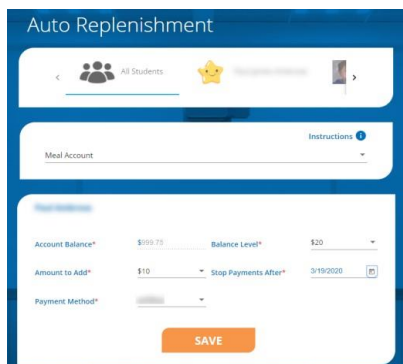 Auto Replenishment
All Students
Instructions
Meal Account
Account Balance* $999.75 Balance Level* $20
Amount to Add* $10 Stop Payments After* 3/19/2020
Payment Method*
SAVE